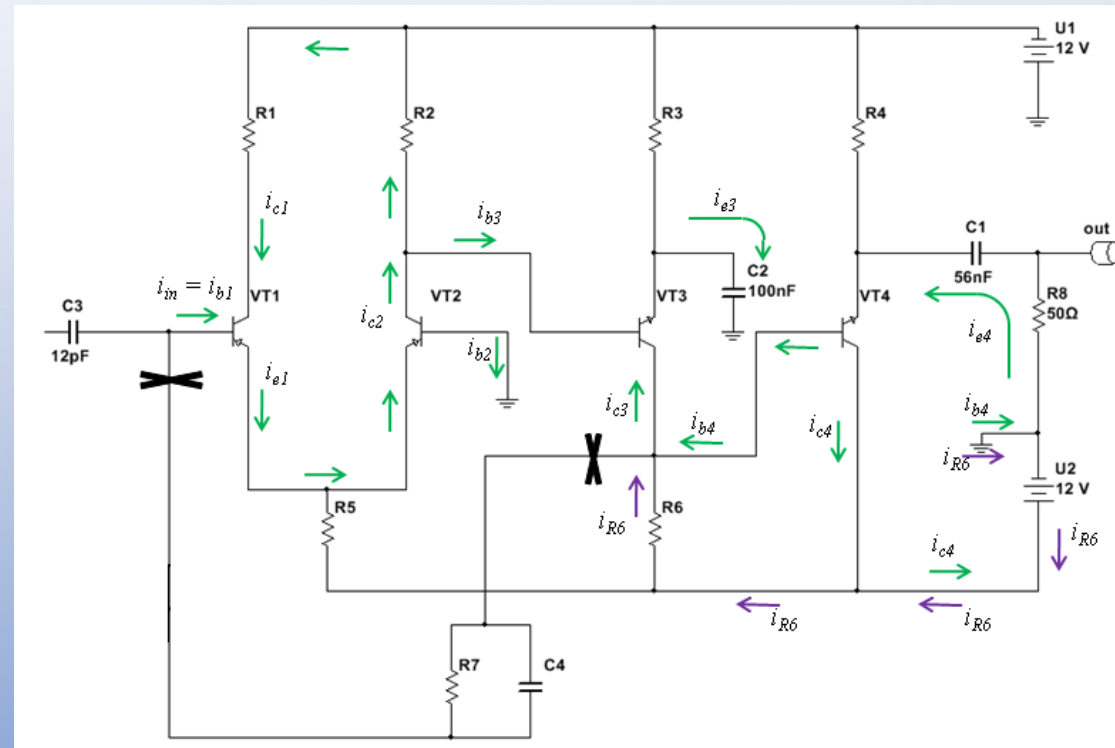 U1
12 V
R1
R2
R3
R4
i_c1
i_b3
i_e3
C1
out
C2
100nF
56nF
i_in = i_b1
VT1
VT2
VT3
VT4
R8
50Ω
C3
12pF
i_c2
i_b2
i_e4
i_e1
i_c3
i_b4
i_c4
i_b4
i_R6
U2
12 V
R5
R6
i_R6
i_R6
i_c4
i_R6
i_R6
R7
C4